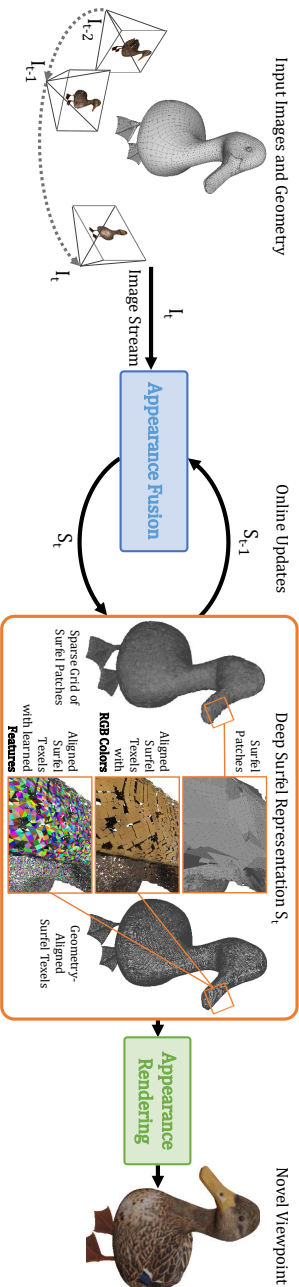 Input Images and Geometry
I_{t-2}
I_{t-1}
I_t
I_t
Image Stream
Appearance Fusion
Online Updates
S_{t-1}
S_t
Deep Surfel Representation S_t
Sparse Grid of
Surfel Patches
Surfel
Patches
Aligned
Surfel
Texels
with
RGB Colors
Aligned
Surfel
Texels
with learned
Features
Geometry-
Aligned
Surfel Texels
Appearance
Rendering
Novel Viewpoint